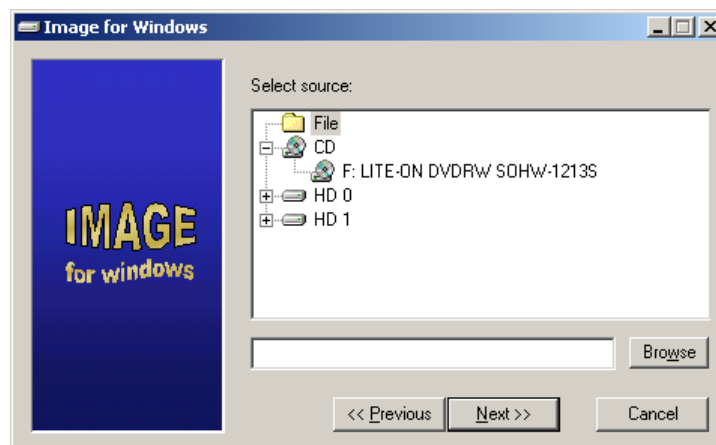 Image for Windows
Select source:
File
CD
F: LITE-ON DVDRW SOHW-1213S
HD 0
HD 1
IMAGE
for windows
Browse
<< Previous
Next >>
Cancel